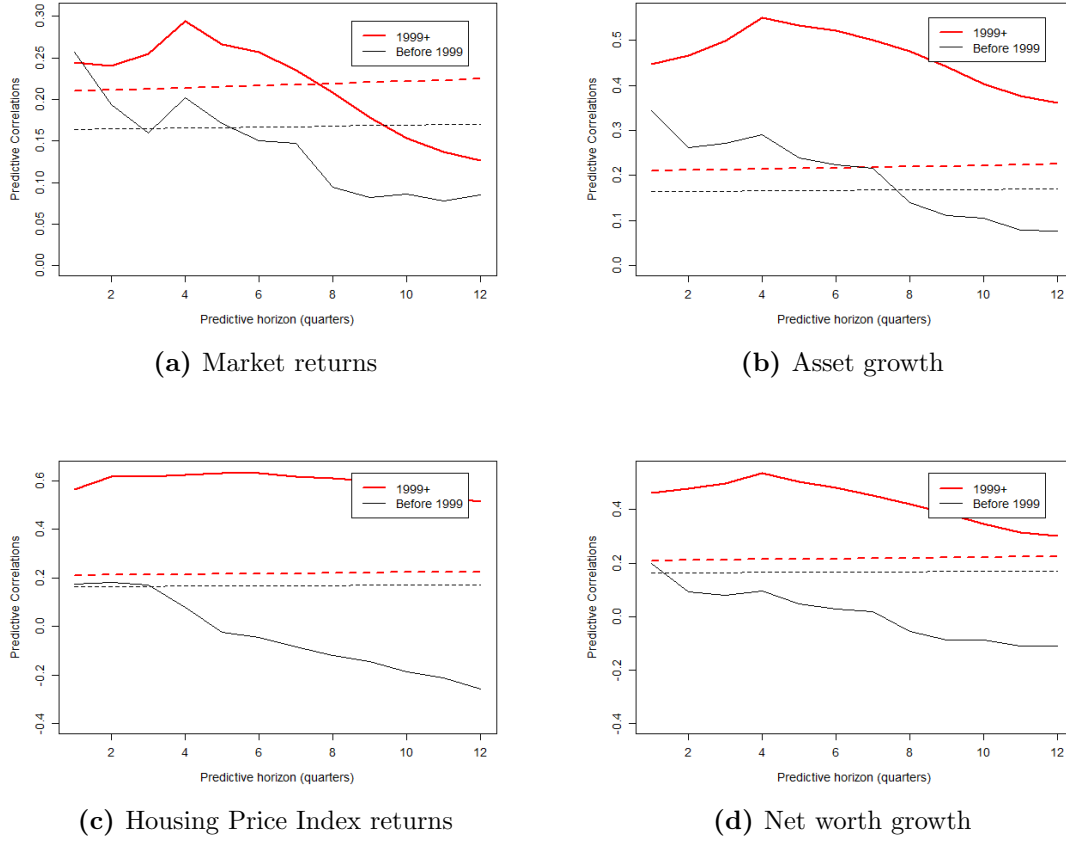 Predictive Correlations
0.00 0.05 0.10 0.15 0.20 0.25 0.30
1999+
Before 1999
2 4 6 8 10 12
Predictive horizon (quarters)
(a) Market returns
Predictive Correlations
0.0 0.1 0.2 0.3 0.4 0.5
1999+
Before 1999
2 4 6 8 10 12
Predictive horizon (quarters)
(b) Asset growth
Predictive Correlations
-0.4 -0.2 0.0 0.2 0.4 0.6
1999+
Before 1999
2 4 6 8 10 12
Predictive horizon (quarters)
(c) Housing Price Index returns
Predictive Correlations
-0.4 -0.2 0.0 0.2 0.4
1999+
Before 1999
2 4 6 8 10 12
Predictive horizon (quarters)
(d) Net worth growth